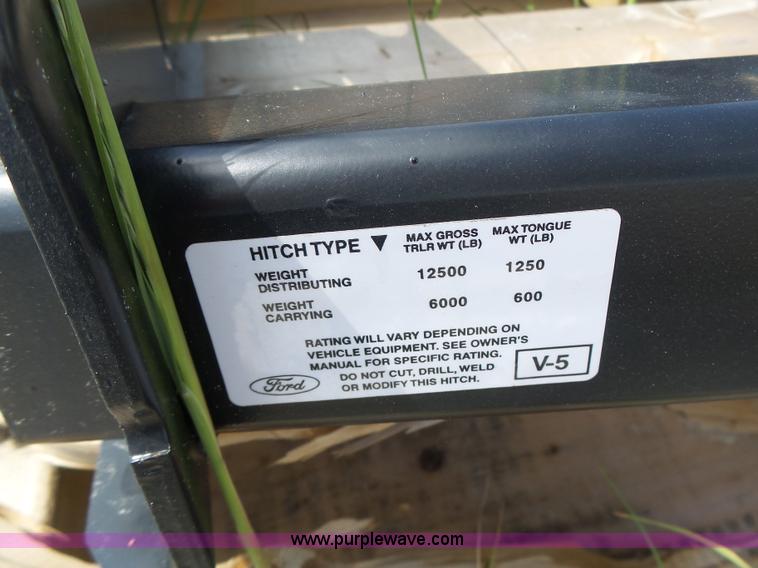 HITCH TYPE ▼ MAX GROSS TRLR WT (LB) MAX TONGUE WT (LB)
WEIGHT DISTRIBUTING 12500 1250
WEIGHT CARRYING 6000 600
RATING WILL VARY DEPENDING ON
VEHICLE EQUIPMENT. SEE OWNER'S
MANUAL FOR SPECIFIC RATING.
DO NOT CUT, DRILL, WELD
OR MODIFY THIS HITCH.
Ford
V-5
www.purplewave.com